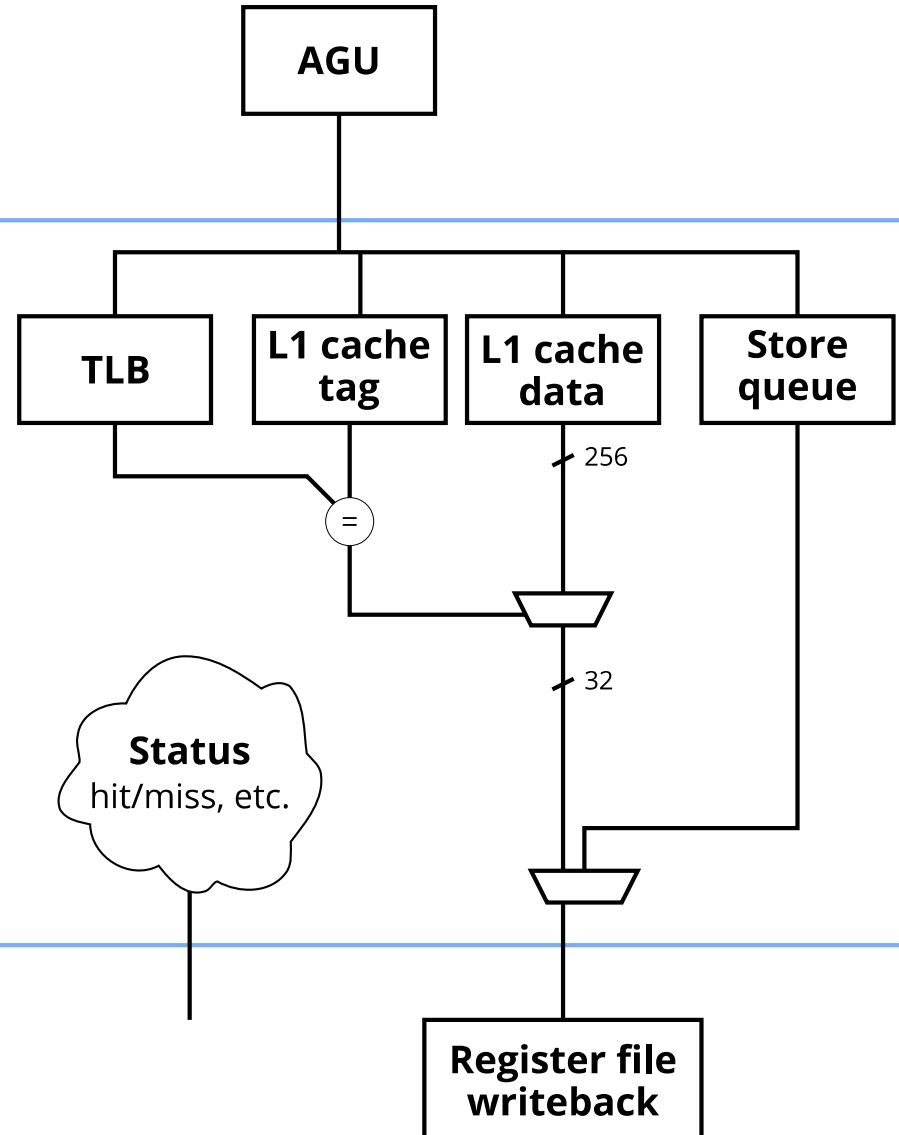 AGU
TLB
L1 cache
tag
L1 cache
data
Store
queue
256
=
32
Status
hit/miss, etc.
Register file
writeback